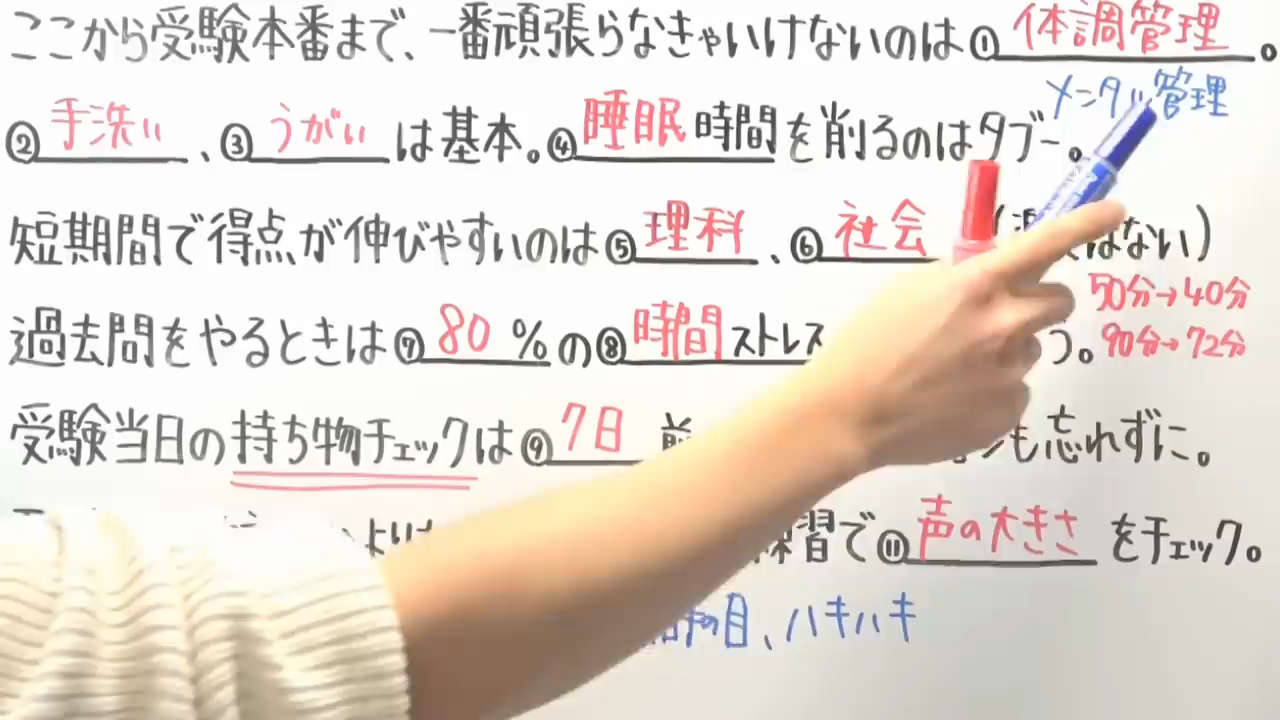 ここから受験本番まで、一番頑張らなきゃいけないのは①体調管理。
メンタル管理
②手洗い、③うがいは基本。④睡眠時間を削るのはタブー。
短期間で得点が伸びやすいのは⑤理科、⑥社会(はない)
50分→40分
過去問をやるときは⑦80%の⑧時間ストレス う。
90分→72分
受験当日の持ち物チェックは⑨7日前 も忘れずに。
より 練習で⑪声の大きさをチェック。
の目、ハキハキ